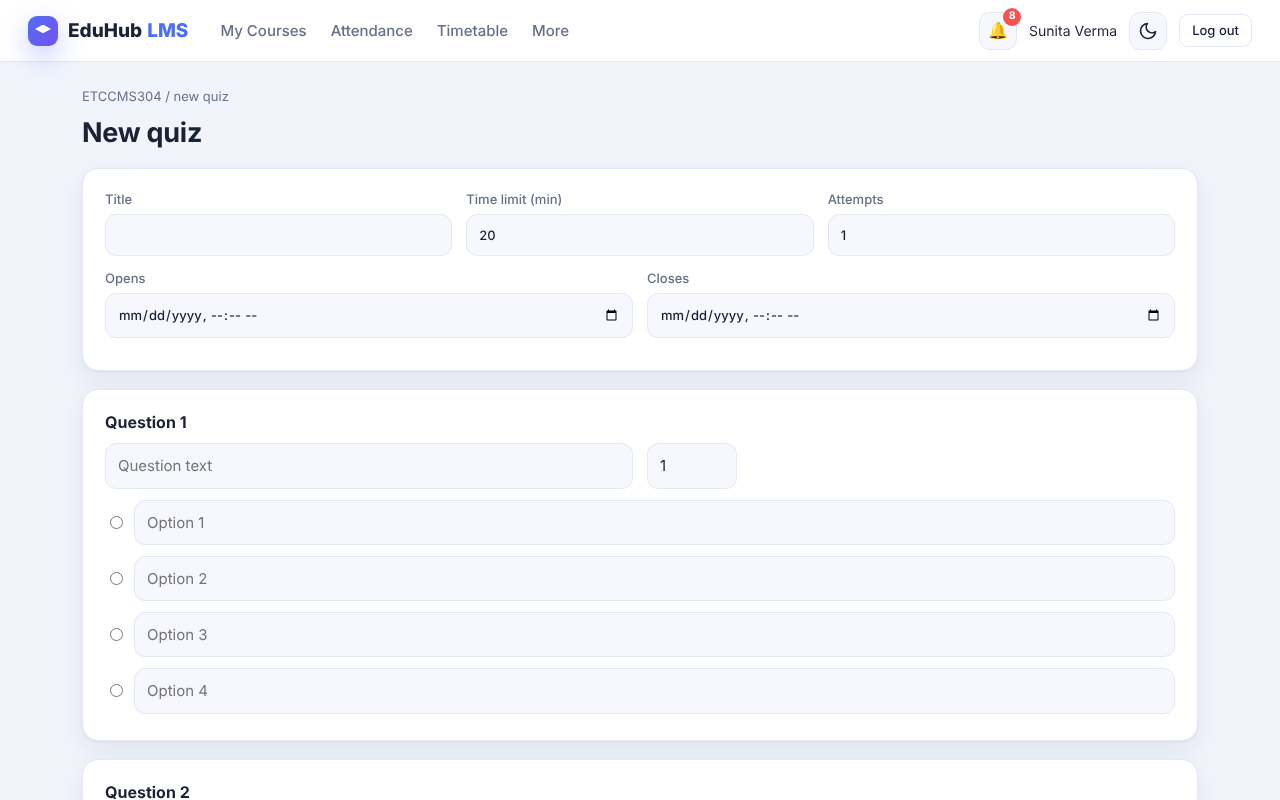 EduHub LMS My Courses Attendance Timetable More 8 Sunita Verma Log out
ETCCMS304 / new quiz
New quiz
Title Time limit (min) Attempts
20 1
Opens Closes
mm/dd/yyyy, --:-- -- mm/dd/yyyy, --:-- --
Question 1
Question text 1
Option 1
Option 2
Option 3
Option 4
Question 2